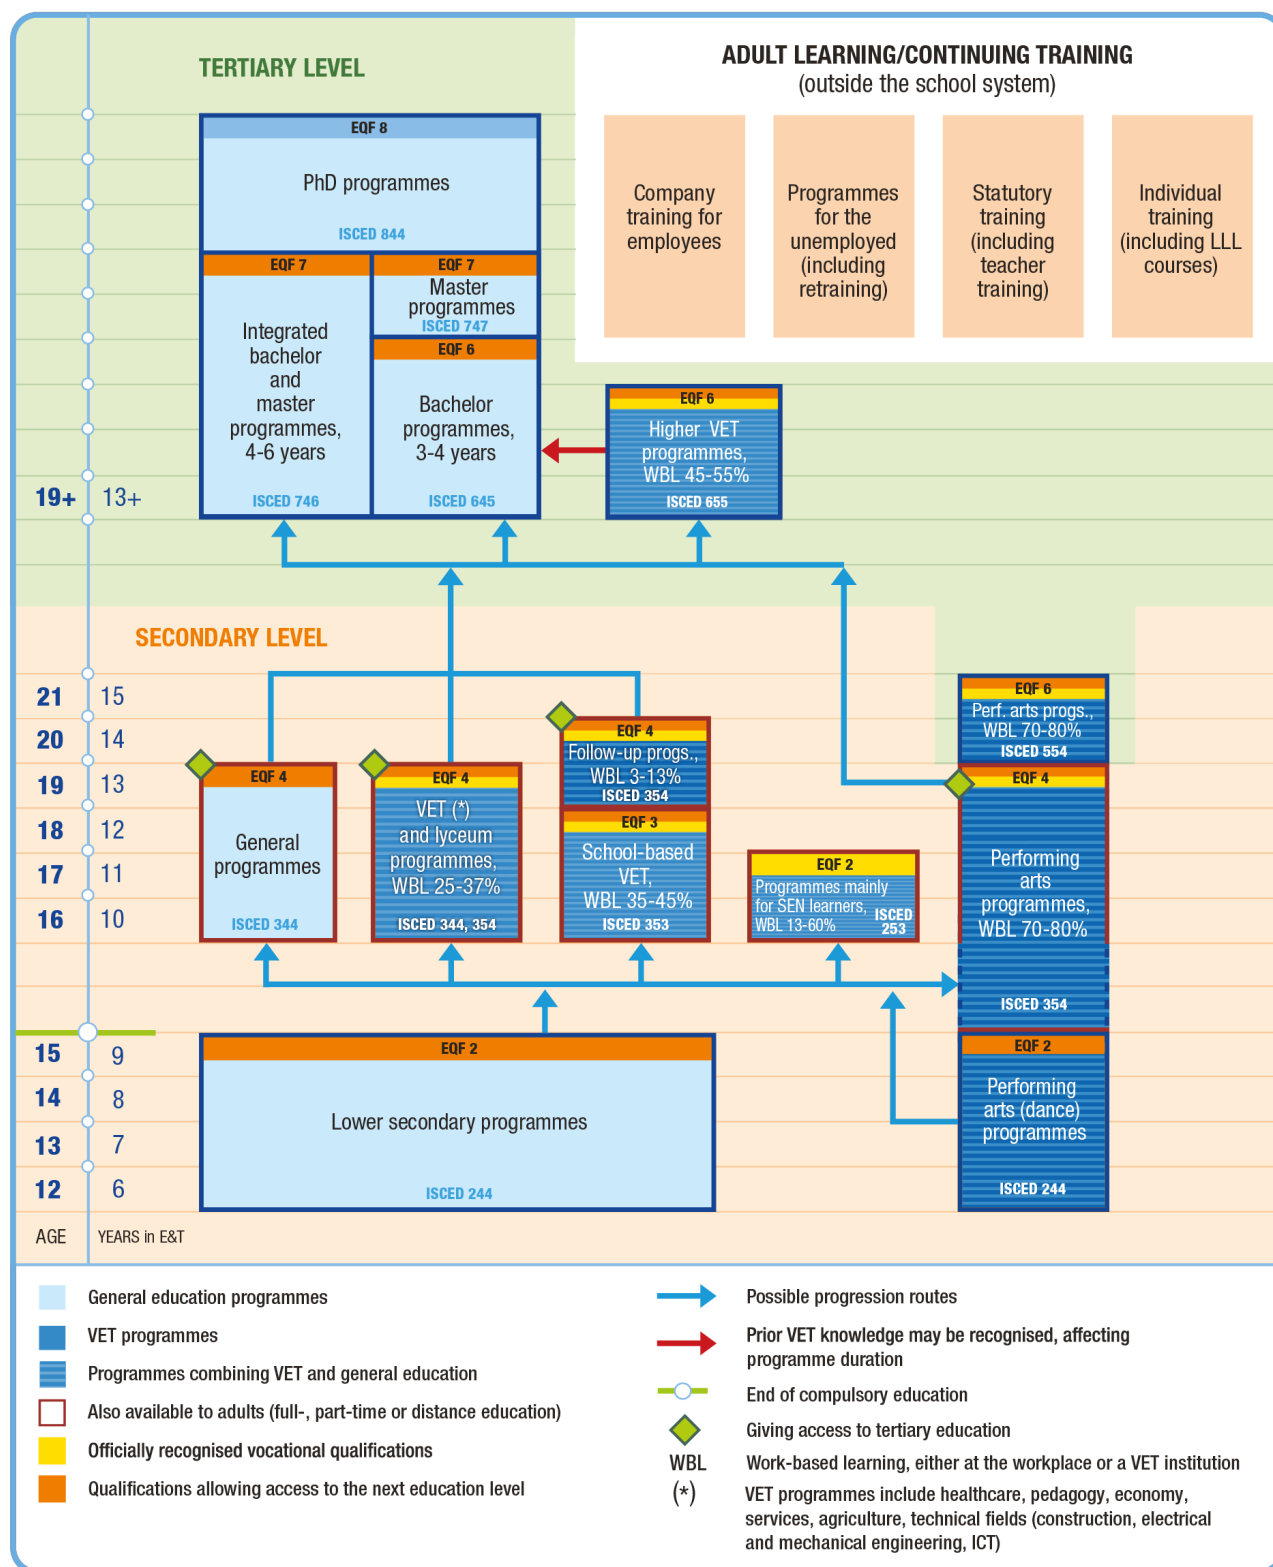 TERTIARY LEVEL
ADULT LEARNING/CONTINUING TRAINING
(outside the school system)
Company
training for
employees
Programmes
for the
unemployed
(including
retraining)
Statutory
training
(including
teacher
training)
Individual
training
(including LLL
courses)
EQF 8
PhD programmes
ISCED 844
EQF 7
Integrated
bachelor
and
master
programmes,
4-6 years
ISCED 746
EQF 7
Master
programmes
ISCED 747
EQF 6
Bachelor
programmes,
3-4 years
ISCED 645
EQF 6
Higher VET
programmes,
WBL 45-55%
ISCED 655
19+ 13+
SECONDARY LEVEL
21 15
20 14
19 13
18 12
17 11
16 10
EQF 4
General
programmes
ISCED 344
EQF 4
VET (*)
and lyceum
programmes,
WBL 25-37%
ISCED 344, 354
EQF 4
Follow-up progs.,
WBL 3-13%
ISCED 354
EQF 3
School-based
VET,
WBL 35-45%
ISCED 353
EQF 2
Programmes mainly
for SEN learners,
WBL 13-60%
ISCED
253
EQF 6
Perf. arts progs.,
WBL 70-80%
ISCED 554
EQF 4
Performing
arts
programmes,
WBL 70-80%
ISCED 354
15 9
14 8
13 7
12 6
AGE YEARS in E&T
EQF 2
Lower secondary programmes
ISCED 244
EQF 2
Performing
arts (dance)
programmes
ISCED 244
General education programmes
VET programmes
Programmes combining VET and general education
Also available to adults (full-, part-time or distance education)
Officially recognised vocational qualifications
Qualifications allowing access to the next education level
Possible progression routes
Prior VET knowledge may be recognised, affecting
programme duration
End of compulsory education
Giving access to tertiary education
WBL Work-based learning, either at the workplace or a VET institution
(*) VET programmes include healthcare, pedagogy, economy,
services, agriculture, technical fields (construction, electrical
and mechanical engineering, ICT)